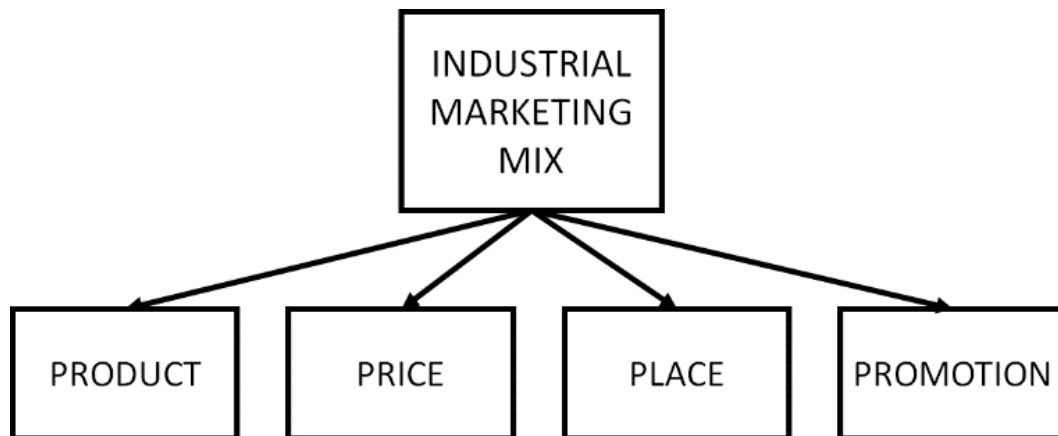 INDUSTRIAL
MARKETING
MIX
PRODUCT
PRICE
PLACE
PROMOTION